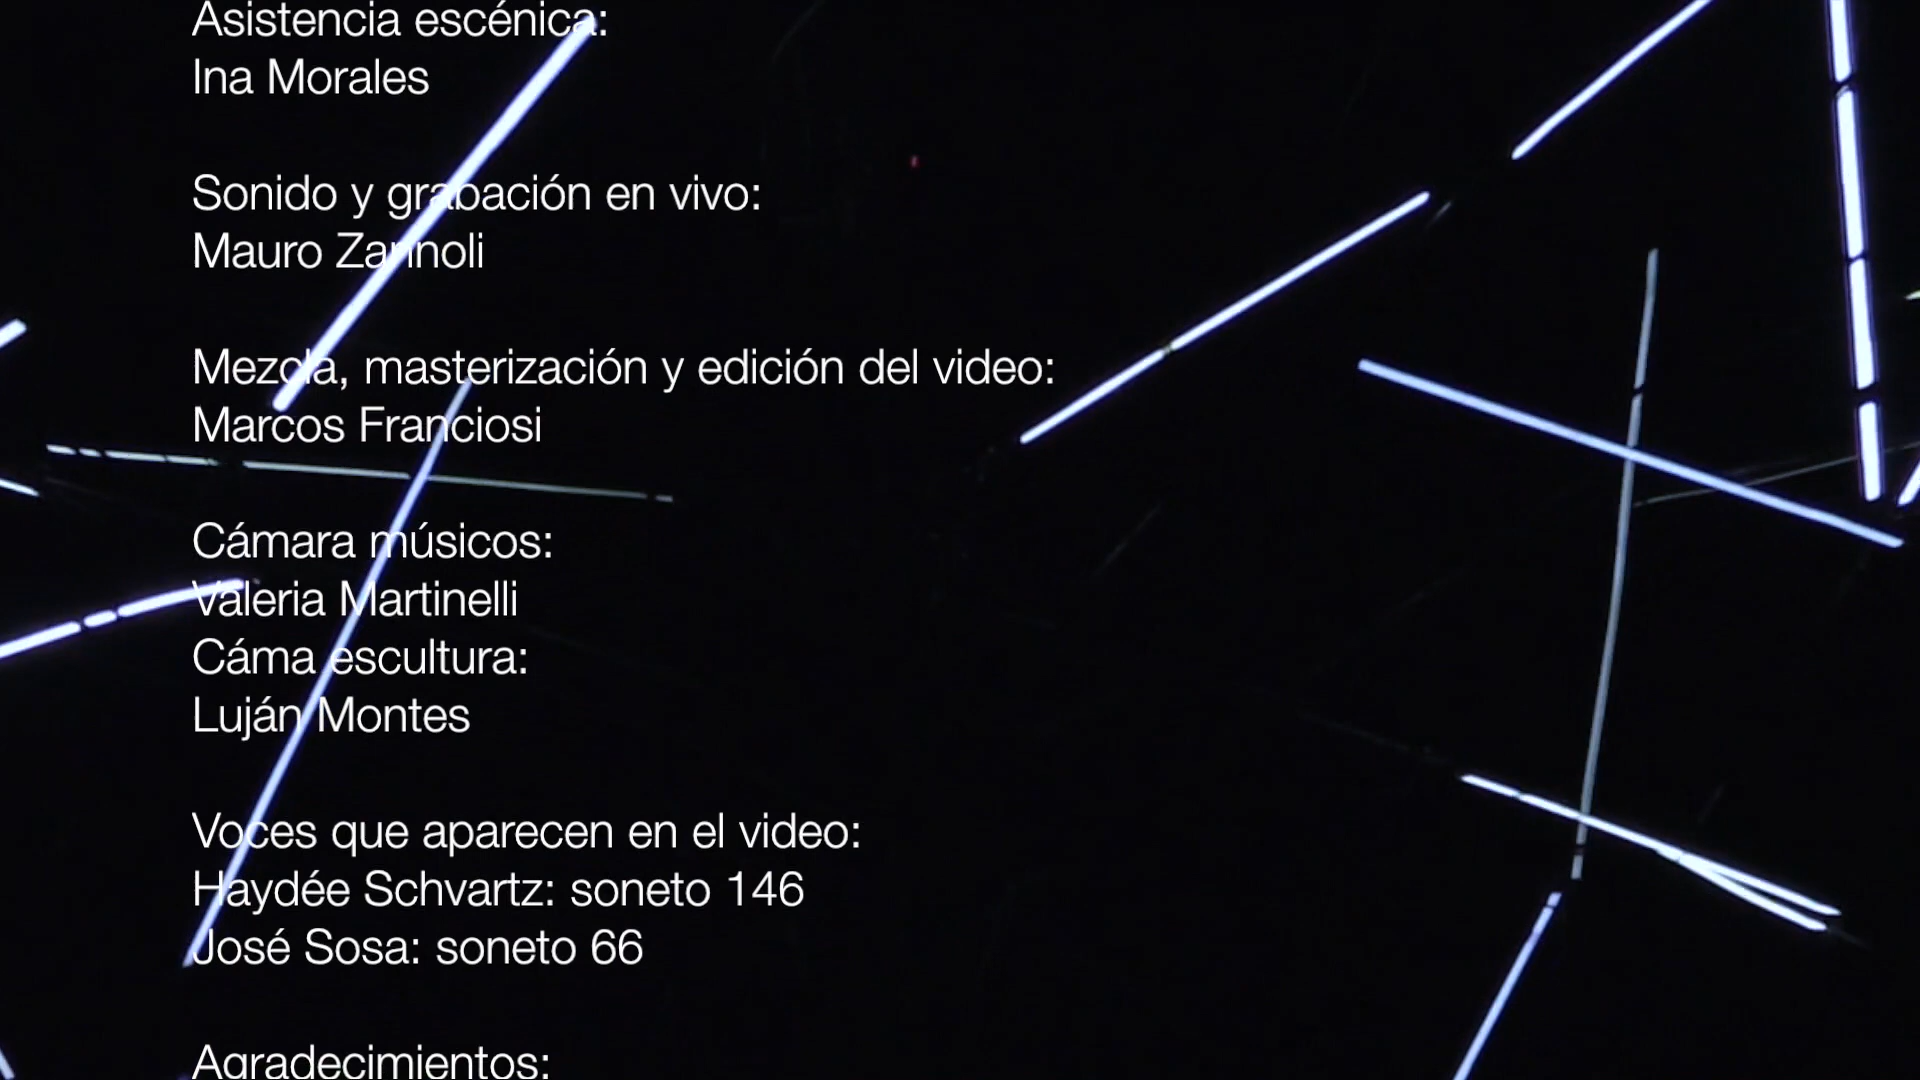 Asistencia escénica:
Ina Morales
Sonido y grabación en vivo:
Mauro Zannoli
Mezcla, masterización y edición del video:
Marcos Franciosi
Cámara músicos:
Valeria Martinelli
Cáma escultura:
Luján Montes
Voces que aparecen en el video:
Haydée Schvartz: soneto 146
José Sosa: soneto 66
Agradecimientos: